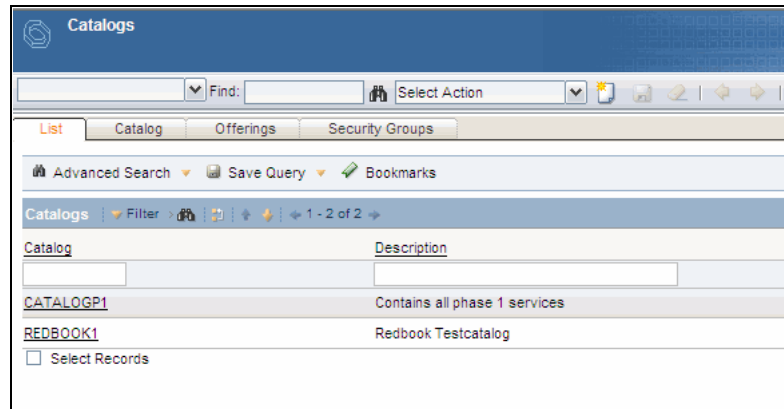 Catalogs
Find: Select Action
List Catalog Offerings Security Groups
Advanced Search Save Query Bookmarks
Catalogs Filter 1 - 2 of 2
Catalog Description
CATALOGP1 Contains all phase 1 services
REDBOOK1 Redbook Testcatalog
Select Records